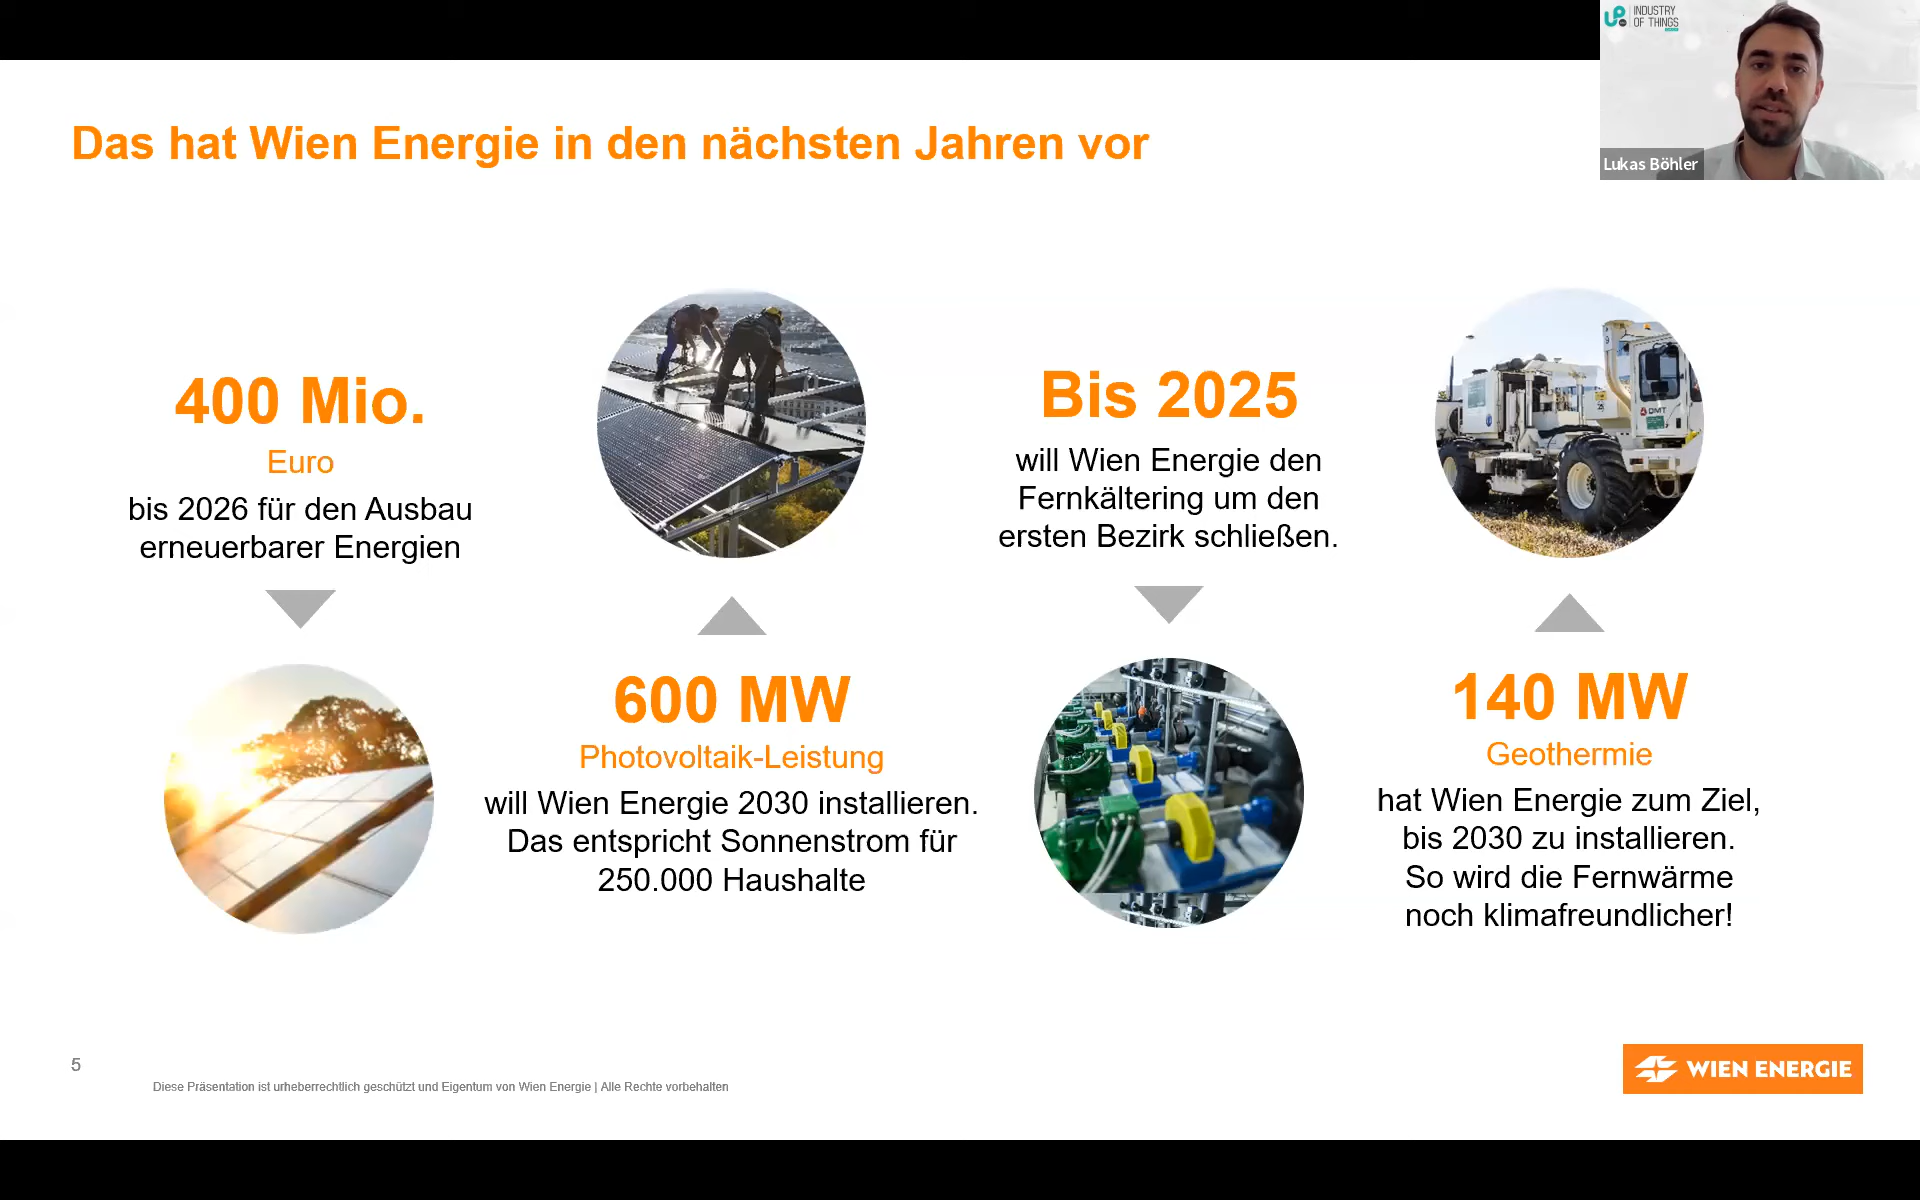 INDUSTRY
OF THINGS
Lukas Böhler
Das hat Wien Energie in den nächsten Jahren vor
400 Mio.
Euro
bis 2026 für den Ausbau
erneuerbarer Energien
600 MW
Photovoltaik-Leistung
will Wien Energie 2030 installieren.
Das entspricht Sonnenstrom für
250.000 Haushalte
Bis 2025
will Wien Energie den
Fernkältering um den
ersten Bezirk schließen.
DMT
140 MW
Geothermie
hat Wien Energie zum Ziel,
bis 2030 zu installieren.
So wird die Fernwärme
noch klimafreundlicher!
5
Diese Präsentation ist urheberrechtlich geschützt und Eigentum von Wien Energie | Alle Rechte vorbehalten
WIEN ENERGIE